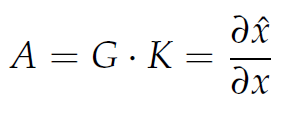 A = G · K = ∂x̂/∂x